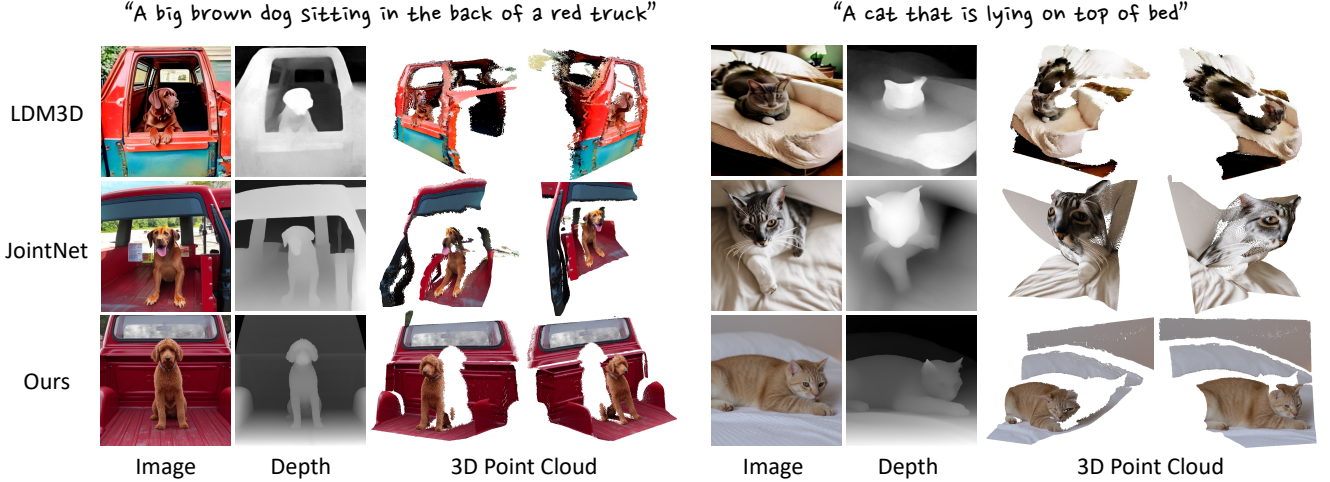 “A big brown dog sitting in the back of a red truck”
“A cat that is lying on top of bed”
LDM3D
JointNet
Ours
Image
Depth
3D Point Cloud
Image
Depth
3D Point Cloud